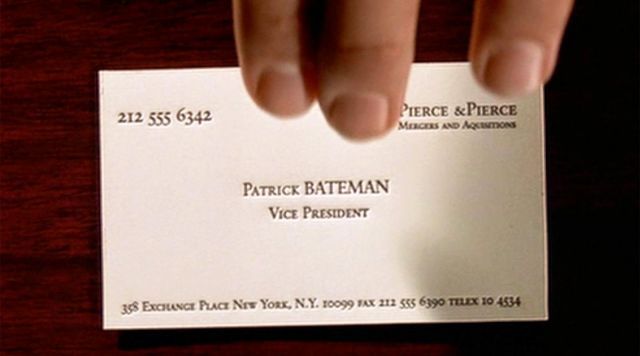 212 555 6342
Pierce & Pierce
Mergers and Aquisitions
Patrick BATEMAN
Vice President
358 Exchange Place New York, N.Y. 10099 fax 212 555 6390 telex 10 4534